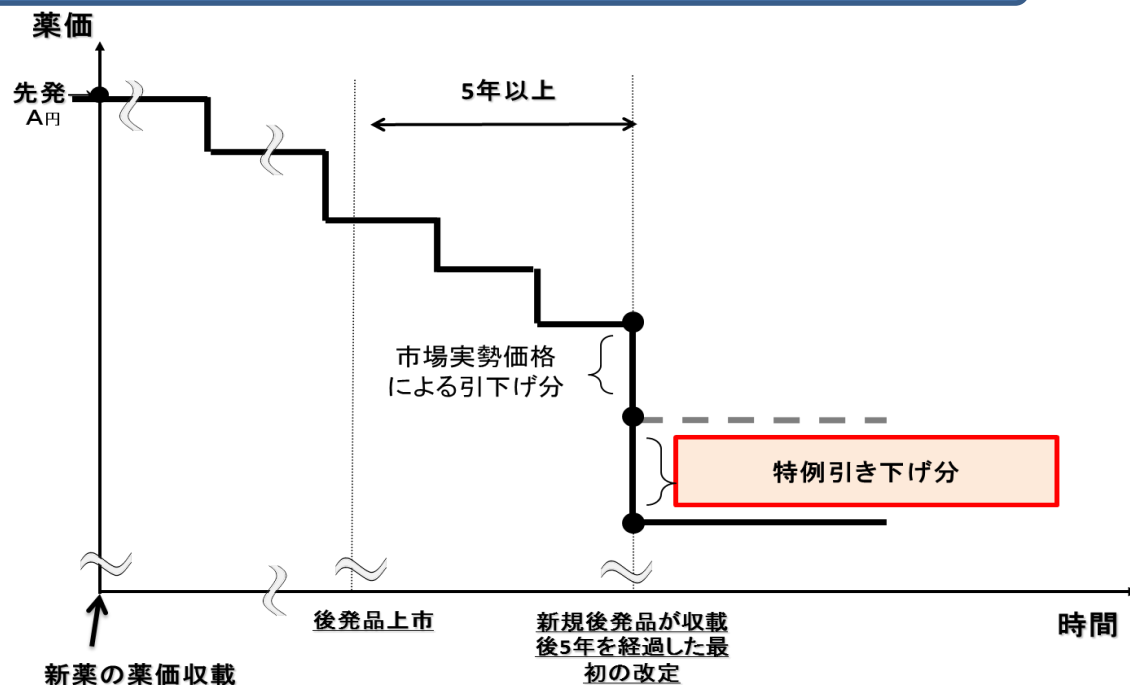 薬価
先発
A円
5年以上
市場実勢価格
による引下げ分
特例引き下げ分
後発品上市
新規後発品が収載
後5年を経過した最
初の改定
時間
新薬の薬価収載